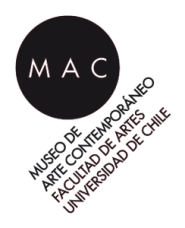 MAC
MUSEO DE
ARTE CONTEMPORÁNEO
FACULTAD DE ARTES
UNIVERSIDAD DE CHILE